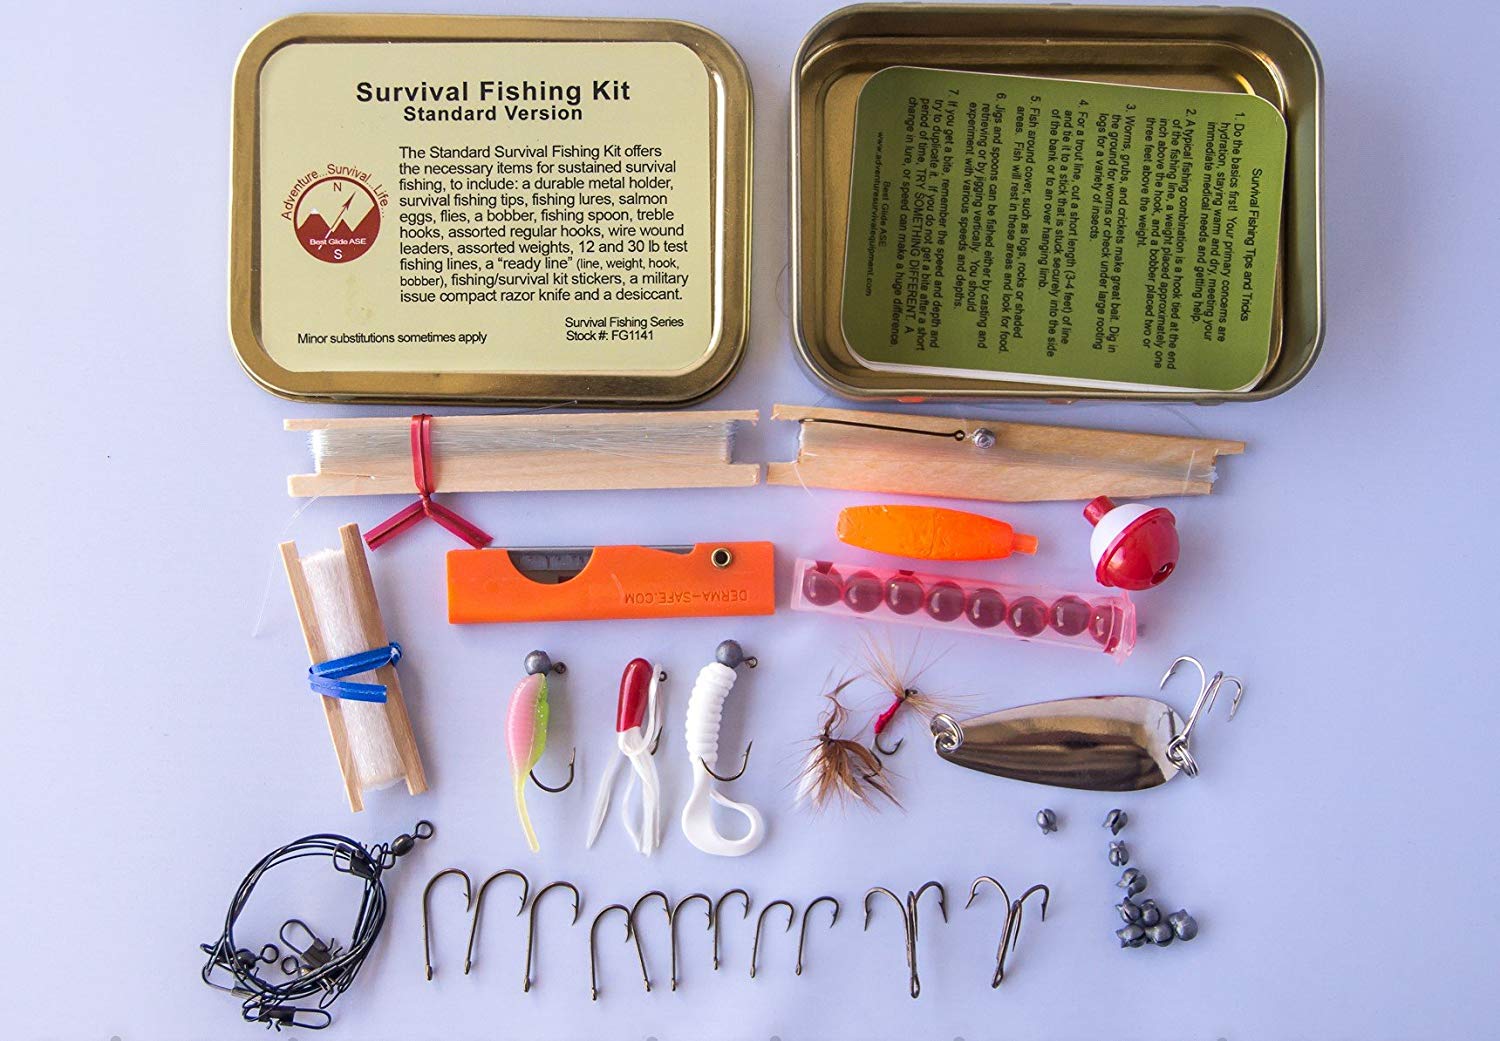 Survival Fishing Kit
Standard Version
The Standard Survival Fishing Kit offers
the necessary items for sustained survival
fishing, to include: a durable metal holder,
survival fishing tips, fishing lures, salmon
eggs, flies, a bobber, fishing spoon, treble
hooks, assorted regular hooks, wire wound
leaders, assorted weights, 12 and 30 lb test
fishing lines, a “ready line” (line, weight, hook,
bobber), fishing/survival kit stickers, a military
issue compact razor knife and a desiccant.
Adventure...Survival...Life...
N
Best Glide ASE
S
Survival Fishing Series
Stock #: FG1141
Minor substitutions sometimes apply
Survival Fishing Tips and Tricks
1. Do the basics first! Your primary concerns are
hydration, staying warm and dry, meeting your
immediate medical needs and getting help.
2. A typical fishing combination is a hook tied at the end
of the fishing line, a weight placed approximately one
inch above the hook, and a bobber placed two or
three feet above the weight.
3. Worms, grubs, and crickets make great bait. Dig in
the ground for worms or check under large rooting
logs for a variety of insects.
4. For a trout line, cut a short length (3-4 feet) of line
and tie it to a stick that is stuck securely into the side
of the bank or to an over hanging limb.
5. Fish around cover, such as logs, rocks or shaded
areas. Fish will rest in these areas and look for food.
6. Jigs and spoons can be fished either by casting and
retrieving or by jigging vertically. You should
experiment with various speeds and depths.
7. If you get a bite, remember the speed and depth and
try to duplicate it. If you do not get a bite after a short
period of time, TRY SOMETHING DIFFERENT. A
change in lure, or speed can make a huge difference.
Best Glide ASE
www.adventuresurvivalequipment.com
DERMA-SAFE.COM